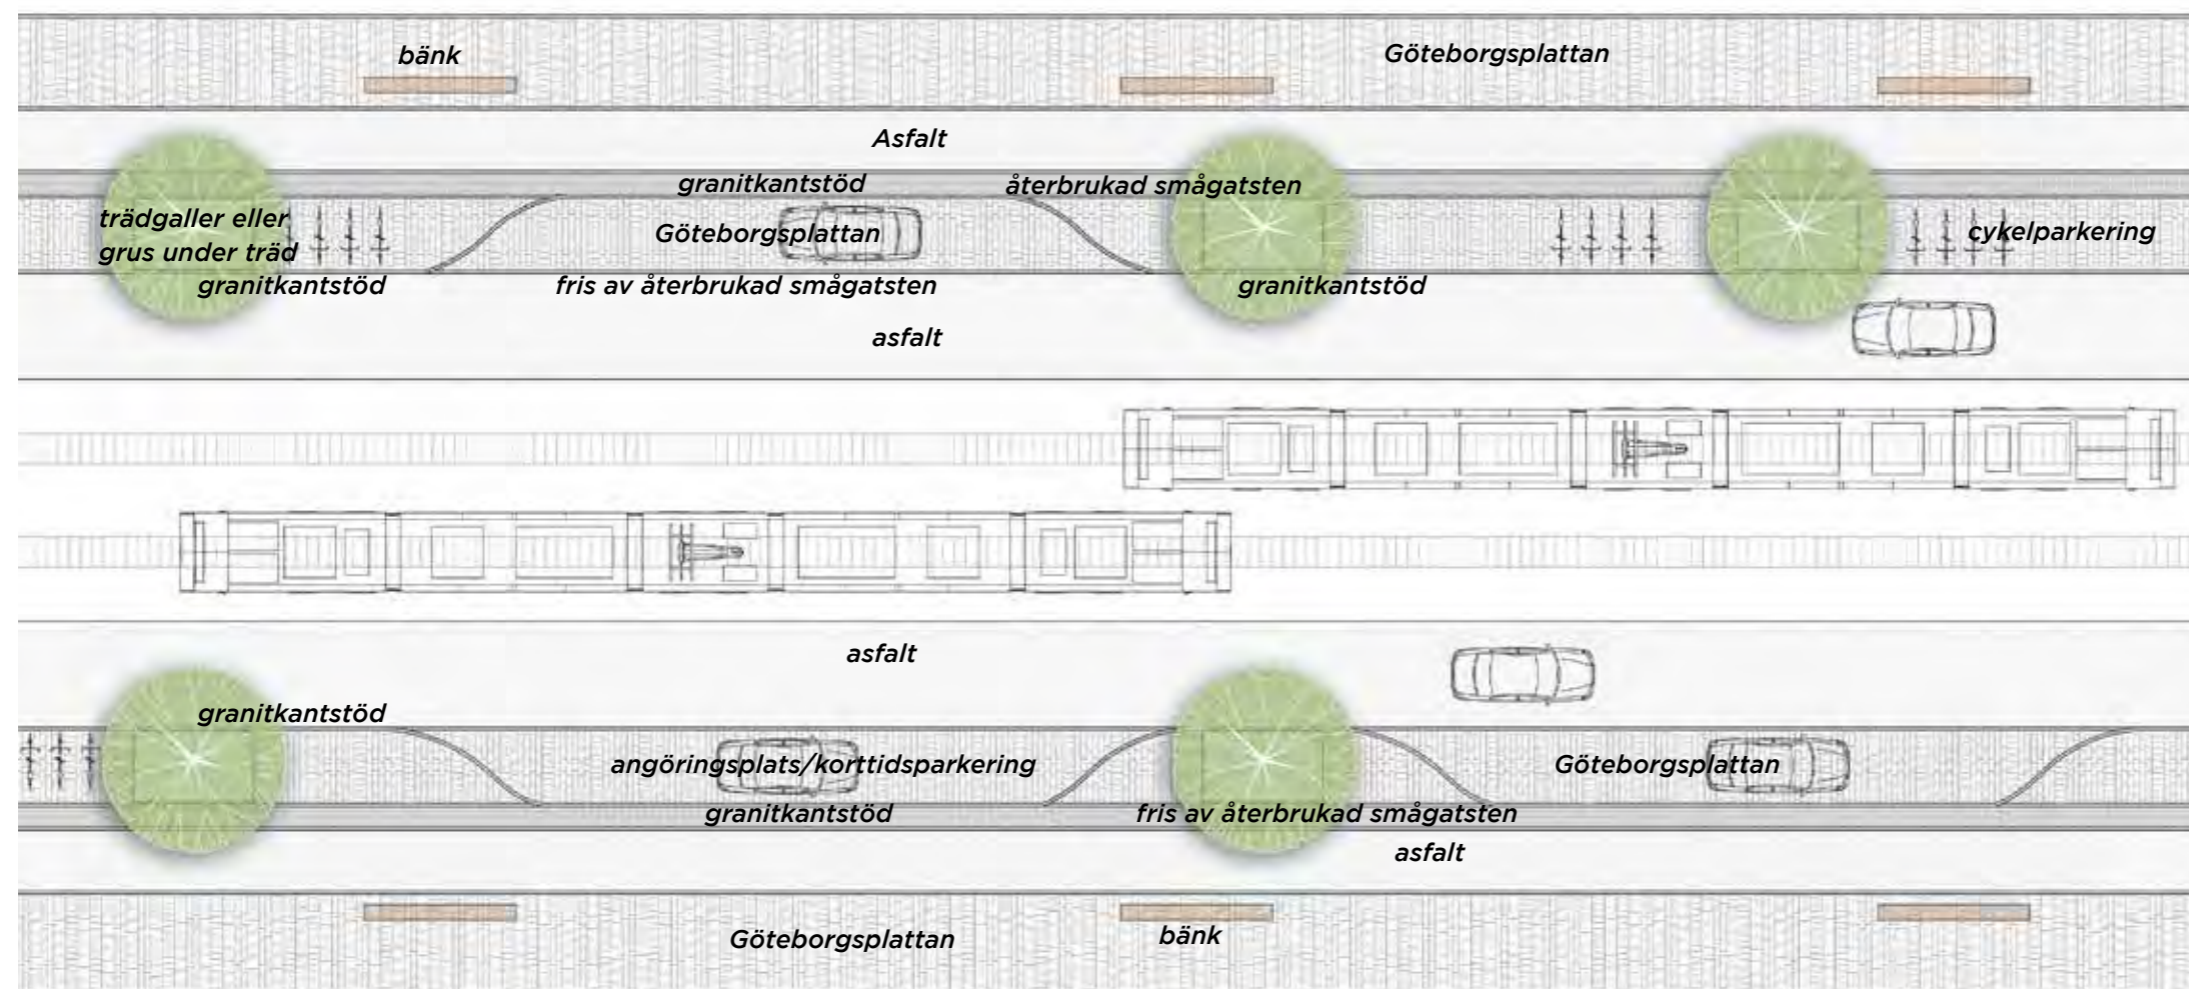 bänk
Göteborgsplattan
Asfalt
granitkantstöd
återbrukad smågatsten
trädgaller eller
grus under träd
Göteborgsplattan
cykelparkering
granitkantstöd
fris av återbrukad smågatsten
granitkantstöd
asfalt
asfalt
granitkantstöd
angöringsplats/korttidsparkering
Göteborgsplattan
granitkantstöd
fris av återbrukad smågatsten
asfalt
Göteborgsplattan
bänk